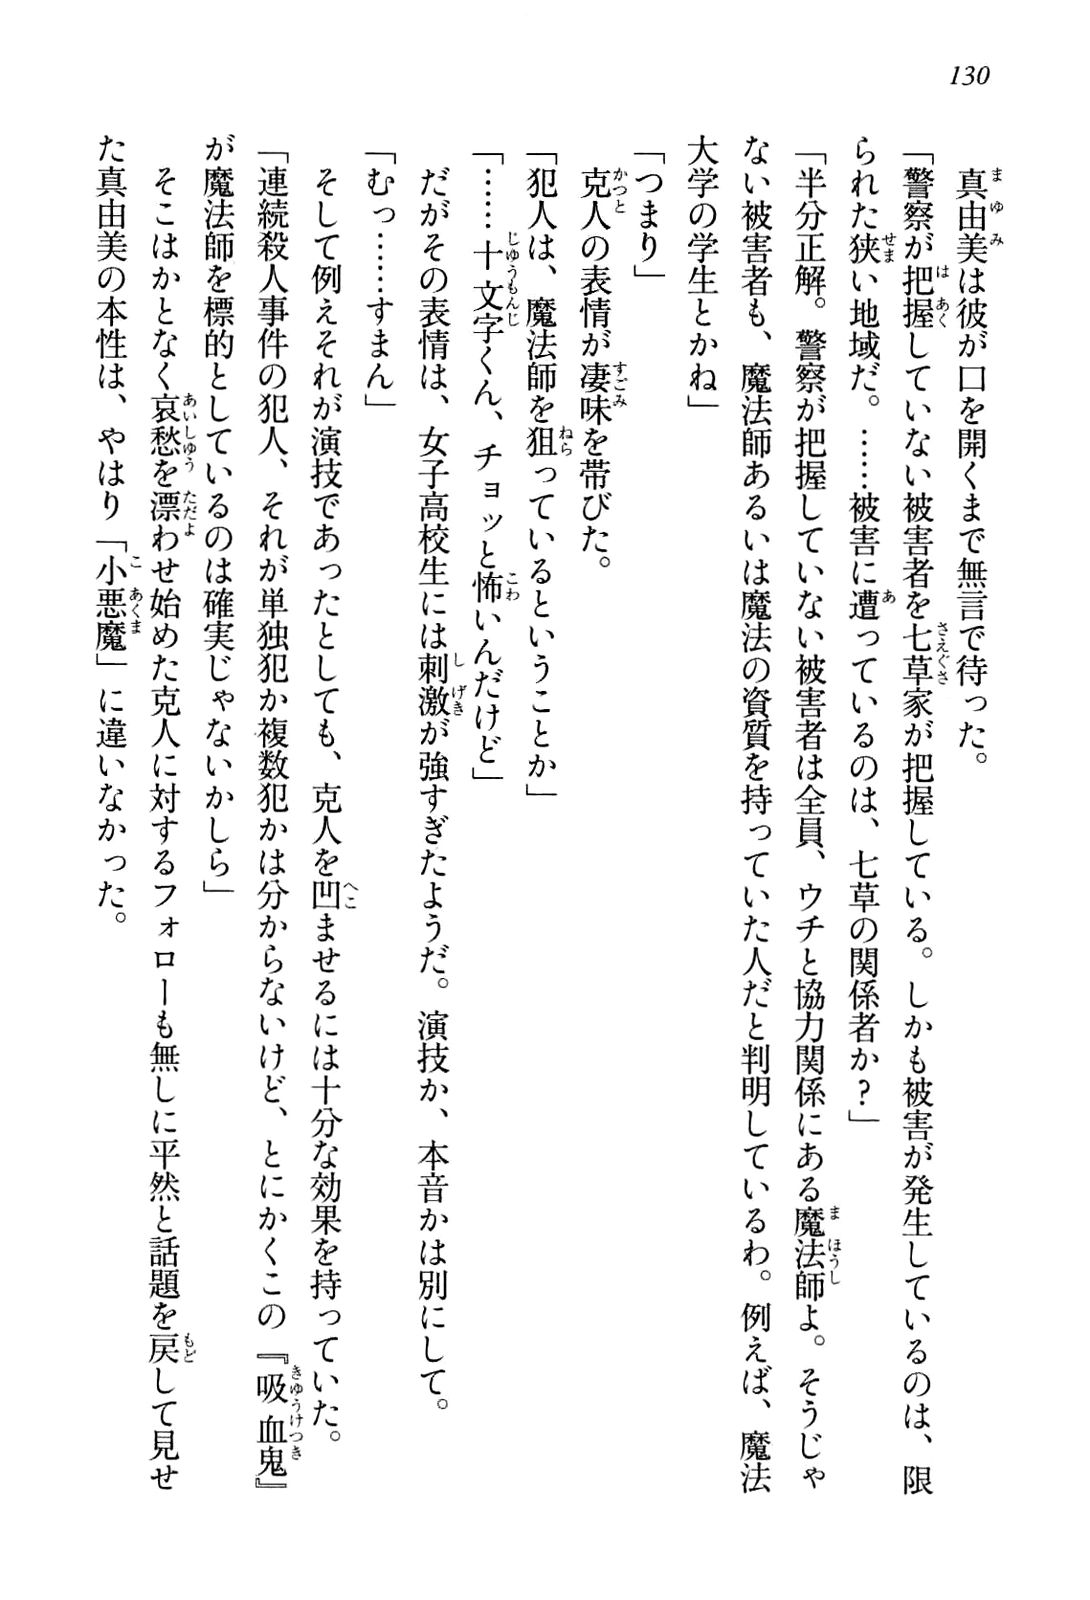 130
真由美は彼が口を開くまで無言で待った。
「警察が把握していない被害者を七草家が把握している。しかも被害が発生しているのは、限
られた狭い地域だ。……被害に遭っているのは、七草の関係者か？」
「半分正解。警察が把握していない被害者は全員、ウチと協力関係にある魔法師よ。そうじゃ
ない被害者も、魔法師あるいは魔法の資質を持っていた人だと判明しているわ。例えば、魔法
大学の学生とかね」
「つまり」
克人の表情が凄味を帯びた。
「犯人は、魔法師を狙っているということか」
「……十文字くん、チョッと怖いんだけど」
だがその表情は、女子高校生には刺激が強すぎたようだ。演技か、本音かは別にして。
「むっ……すまん」
そして例えそれが演技であったとしても、克人を凹ませるには十分な効果を持っていた。
「連続殺人事件の犯人、それが単独犯か複数犯かは分からないけど、とにかくこの『吸血鬼』
が魔法師を標的としているのは確実じゃないかしら」
そこはかとなく哀愁を漂わせ始めた克人に対するフォローも無しに平然と話題を戻して見せ
た真由美の本性は、やはり「小悪魔」に違いなかった。